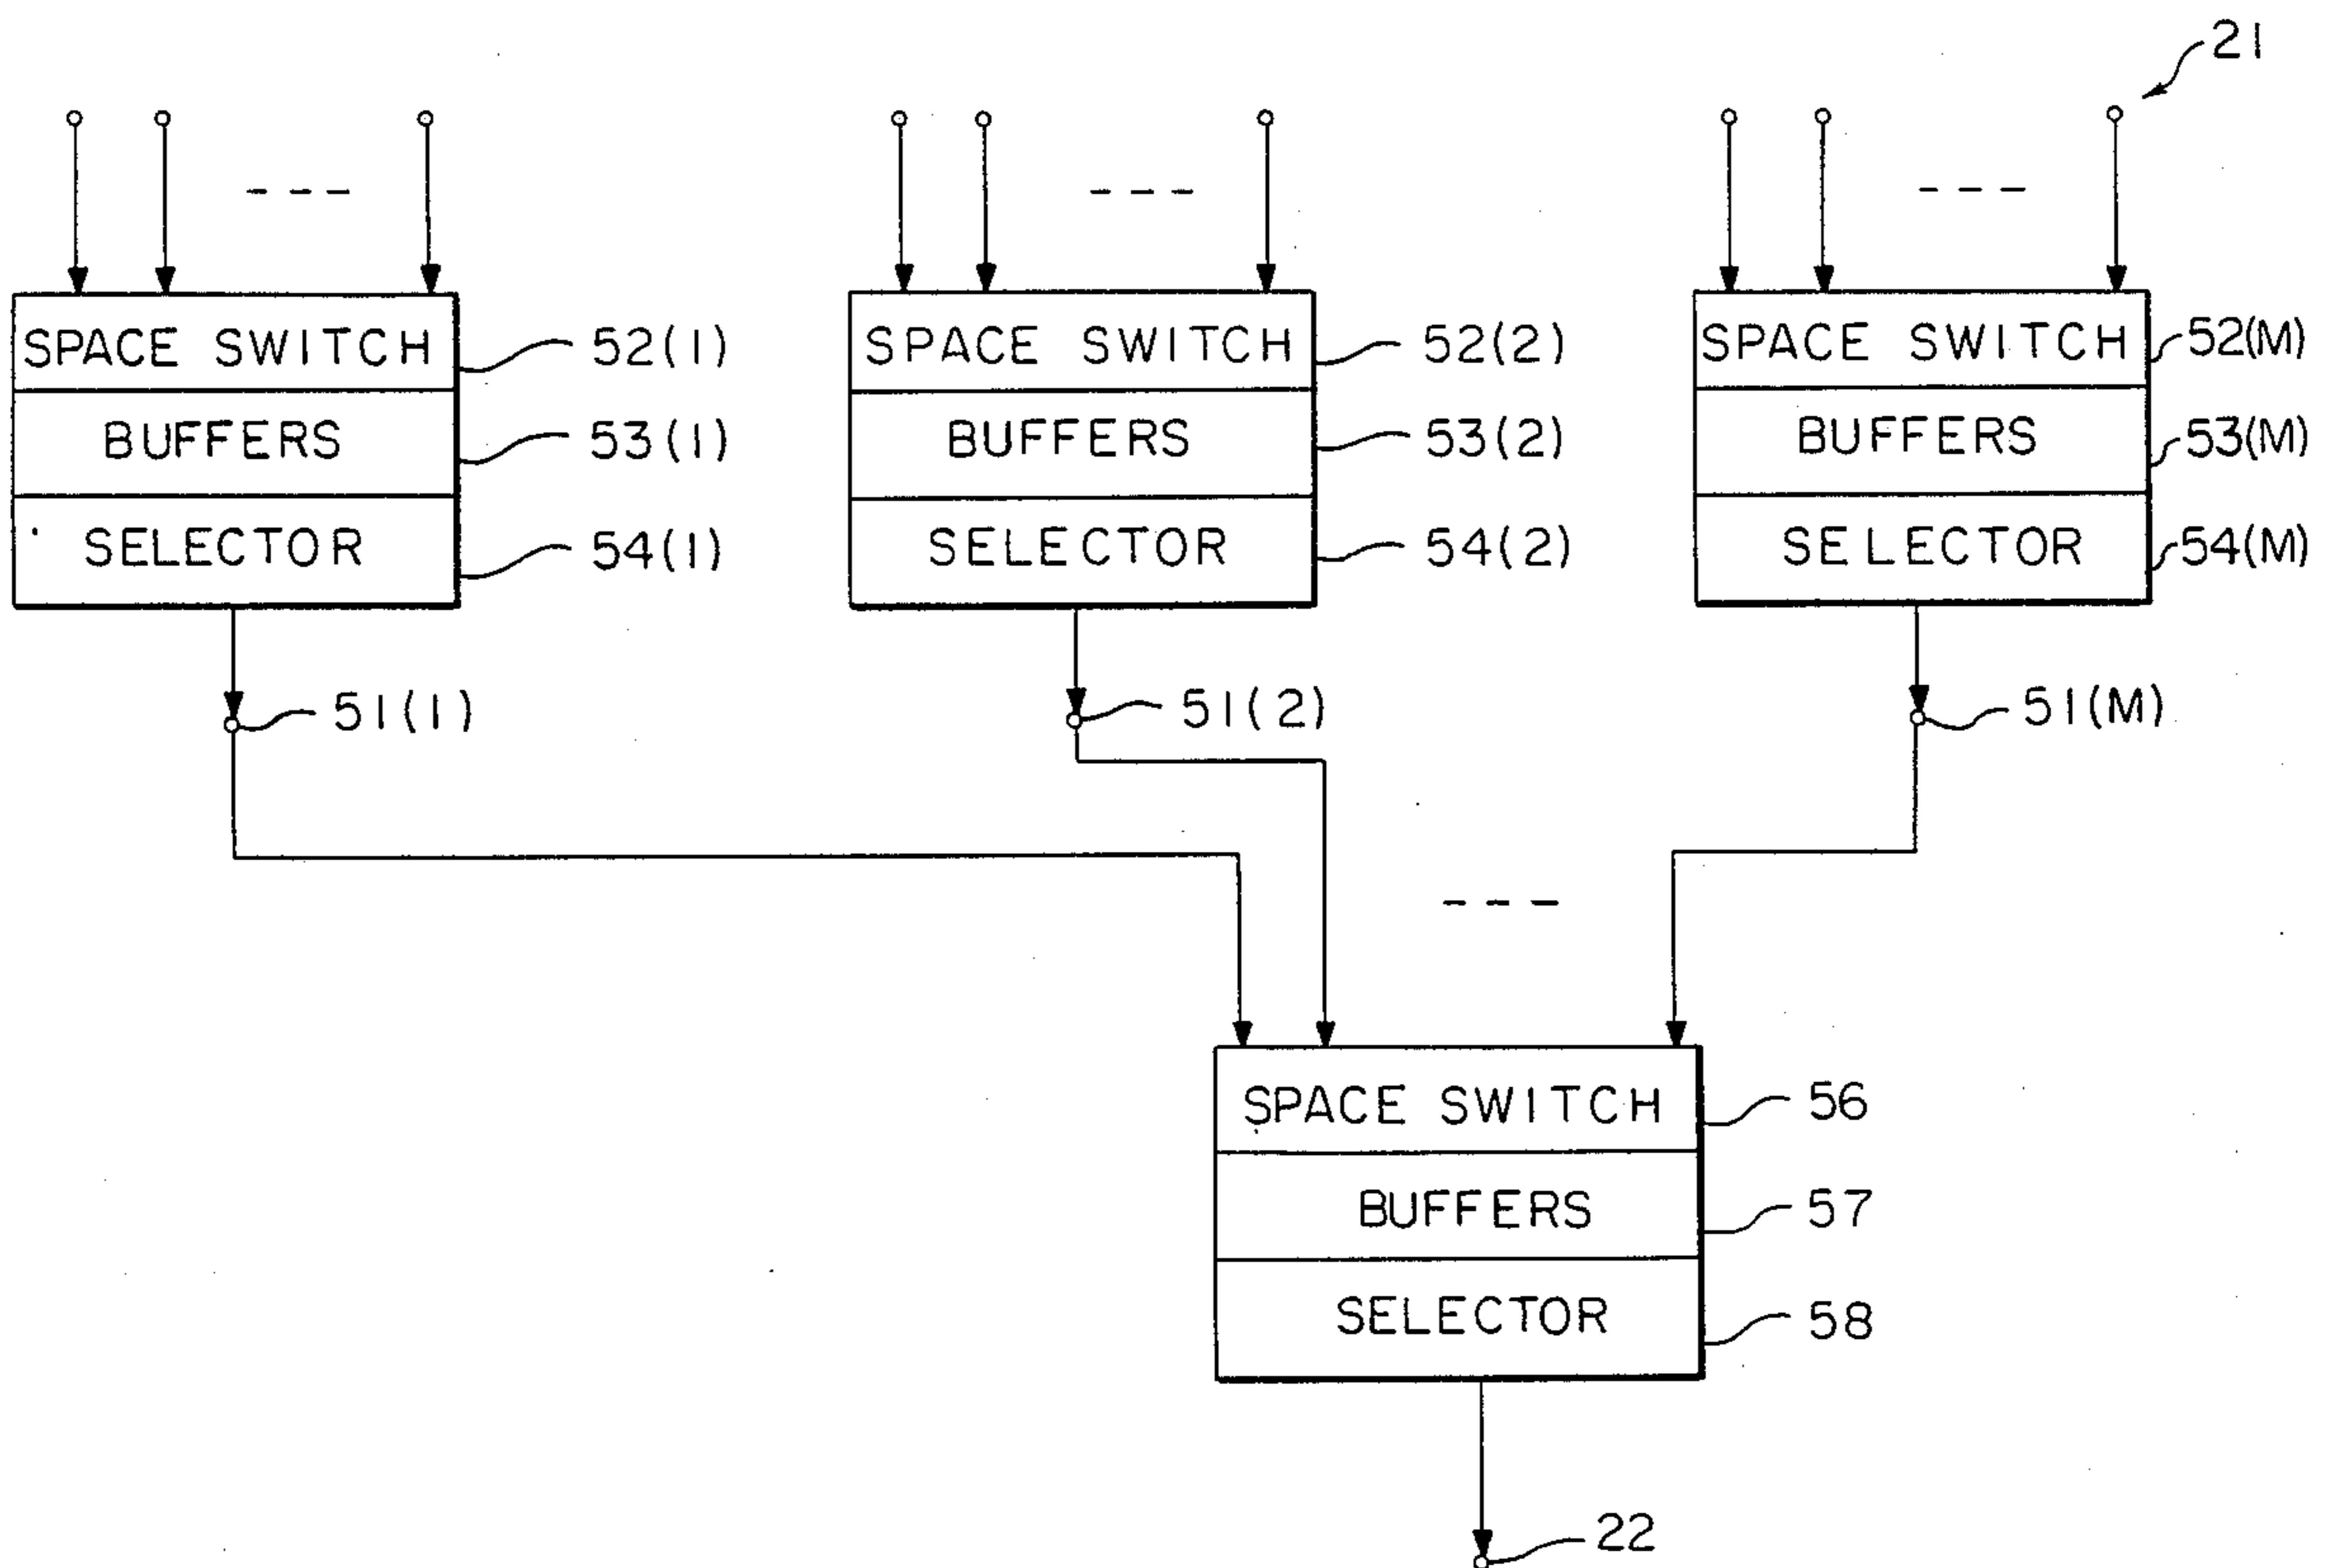 21
SPACE SWITCH 52(1) SPACE SWITCH 52(2) SPACE SWITCH 52(M)
BUFFERS 53(1) BUFFERS 53(2) BUFFERS 53(M)
SELECTOR 54(1) SELECTOR 54(2) SELECTOR 54(M)
51(1) 51(2) 51(M)
SPACE SWITCH 56
BUFFERS 57
SELECTOR 58
22